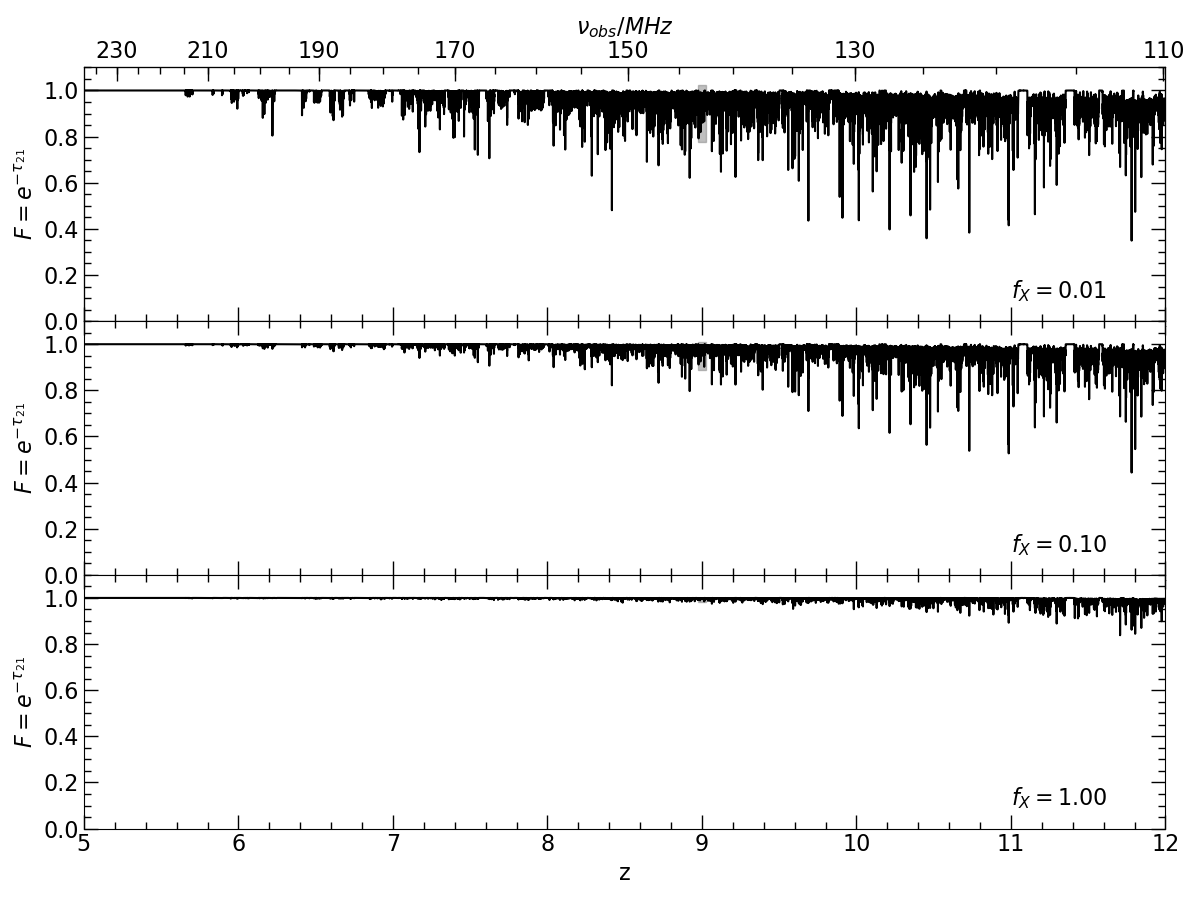 ν_obs/MHz
230 210 190 170 150 130 110
1.0
0.8
0.6
0.4
0.2
0.0
F = e^{-τ_21}
f_X = 0.01
1.0
0.8
0.6
0.4
0.2
0.0
F = e^{-τ_21}
f_X = 0.10
1.0
0.8
0.6
0.4
0.2
0.0
F = e^{-τ_21}
f_X = 1.00
5 6 7 8 9 10 11 12
z